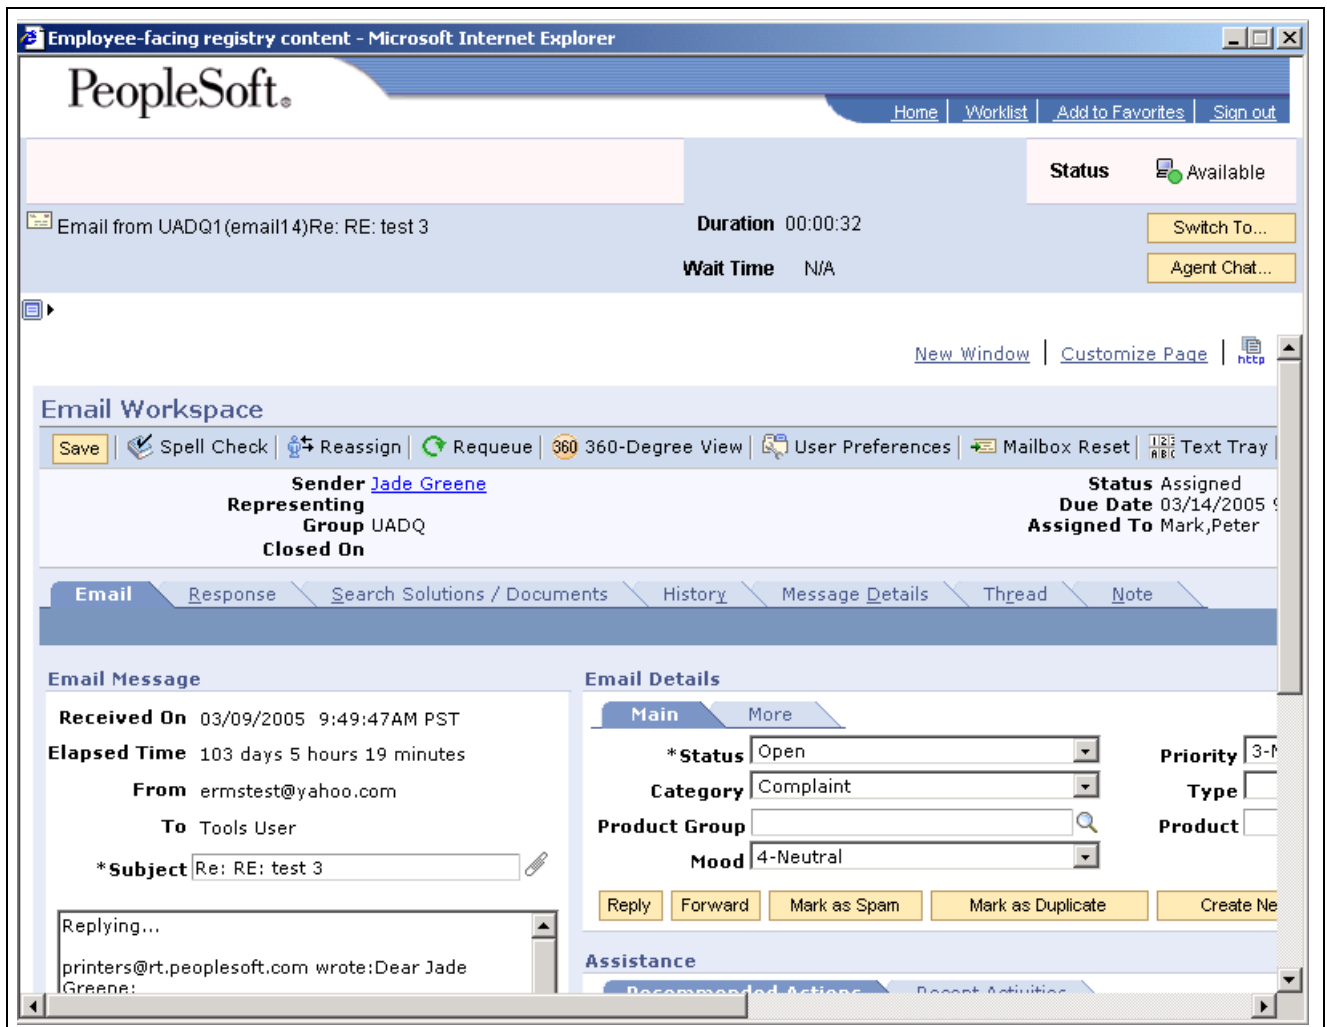 Employee-facing registry content - Microsoft Internet Explorer
PeopleSoft®
Home | Worklist | Add to Favorites | Sign out
Status Available
Email from UADQ1(email14)Re: RE: test 3
Duration 00:00:32
Switch To...
Wait Time N/A
Agent Chat...
New Window | Customize Page | http
Email Workspace
Save | Spell Check | Reassign | Requeue | 360 360-Degree View | User Preferences | Mailbox Reset | Text Tray |
Sender Jade Greene
Status Assigned
Representing
Due Date 03/14/2005
Group UADQ
Assigned To Mark,Peter
Closed On
Email Response Search Solutions / Documents History Message Details Thread Note
Email Message
Received On 03/09/2005 9:49:47AM PST
Elapsed Time 103 days 5 hours 19 minutes
From ermstest@yahoo.com
To Tools User
*Subject Re: RE: test 3
Replying...
printers@rt.peoplesoft.com wrote:Dear Jade
Greene:
Email Details
Main More
*Status Open Priority
Category Complaint Type
Product Group Product
Mood 4-Neutral
Reply Forward Mark as Spam Mark as Duplicate Create
Assistance
Recommended Actions Recent Activities